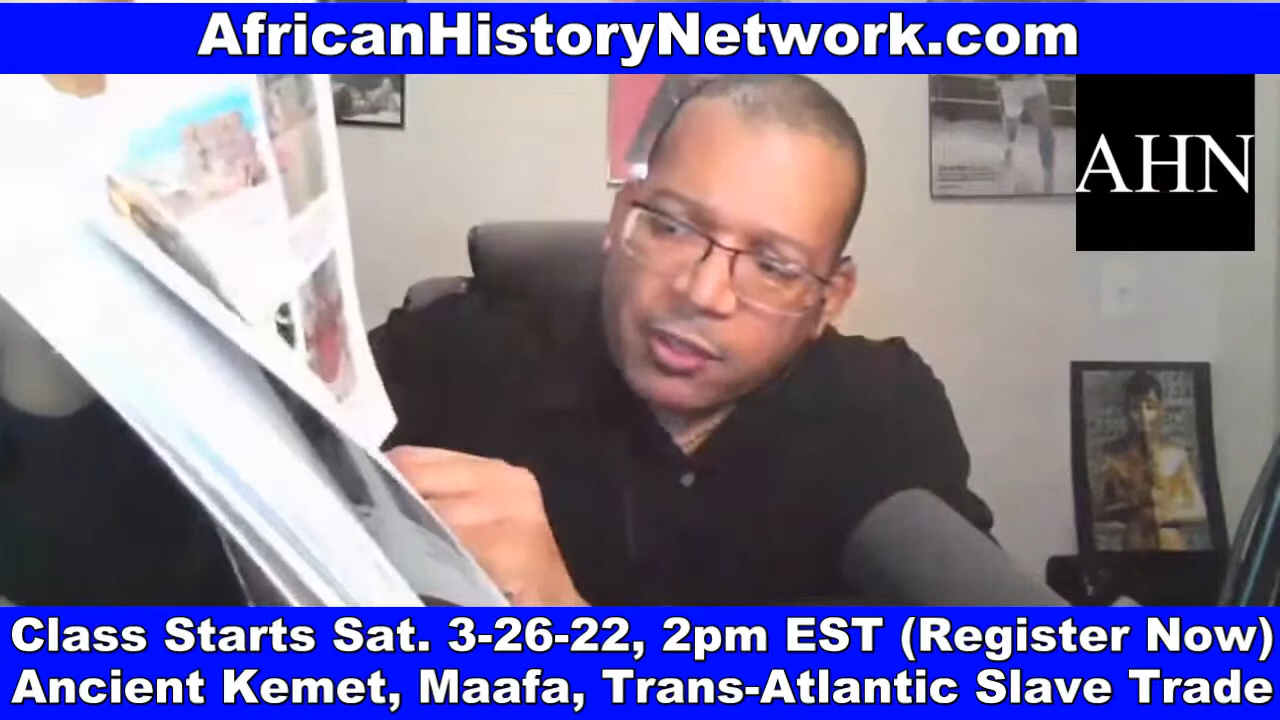 AfricanHistoryNetwork.com
AHN
Class Starts Sat. 3-26-22, 2pm EST (Register Now)
Ancient Kemet, Maafa, Trans-Atlantic Slave Trade